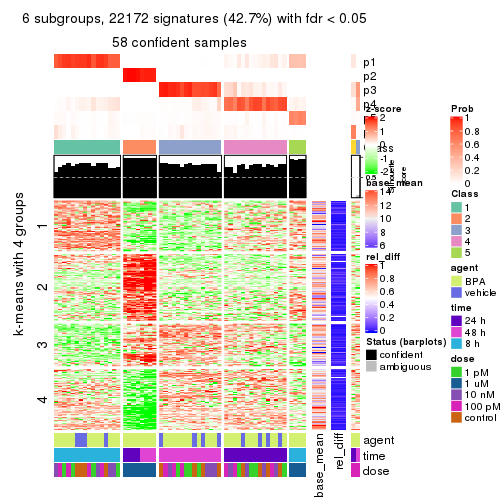 6 subgroups, 22172 signatures (42.7%) with fdr < 0.05
58 confident samples
p1
p2
p3
p4
z-score
2
1
0
-1
-2
base_mean
14
12
10
8
6
rel_diff
1
0.8
0.6
0.4
0.2
0
Status (barplots)
confident
ambiguous
Prob
1
0.8
0.6
0.4
0.2
0
Class
1
2
3
4
5
agent
BPA
vehicle
time
24 h
48 h
8 h
dose
1 pM
1 uM
10 nM
100 pM
control
k-means with 4 groups
1
2
3
4
base_mean
rel_diff
agent
time
dose